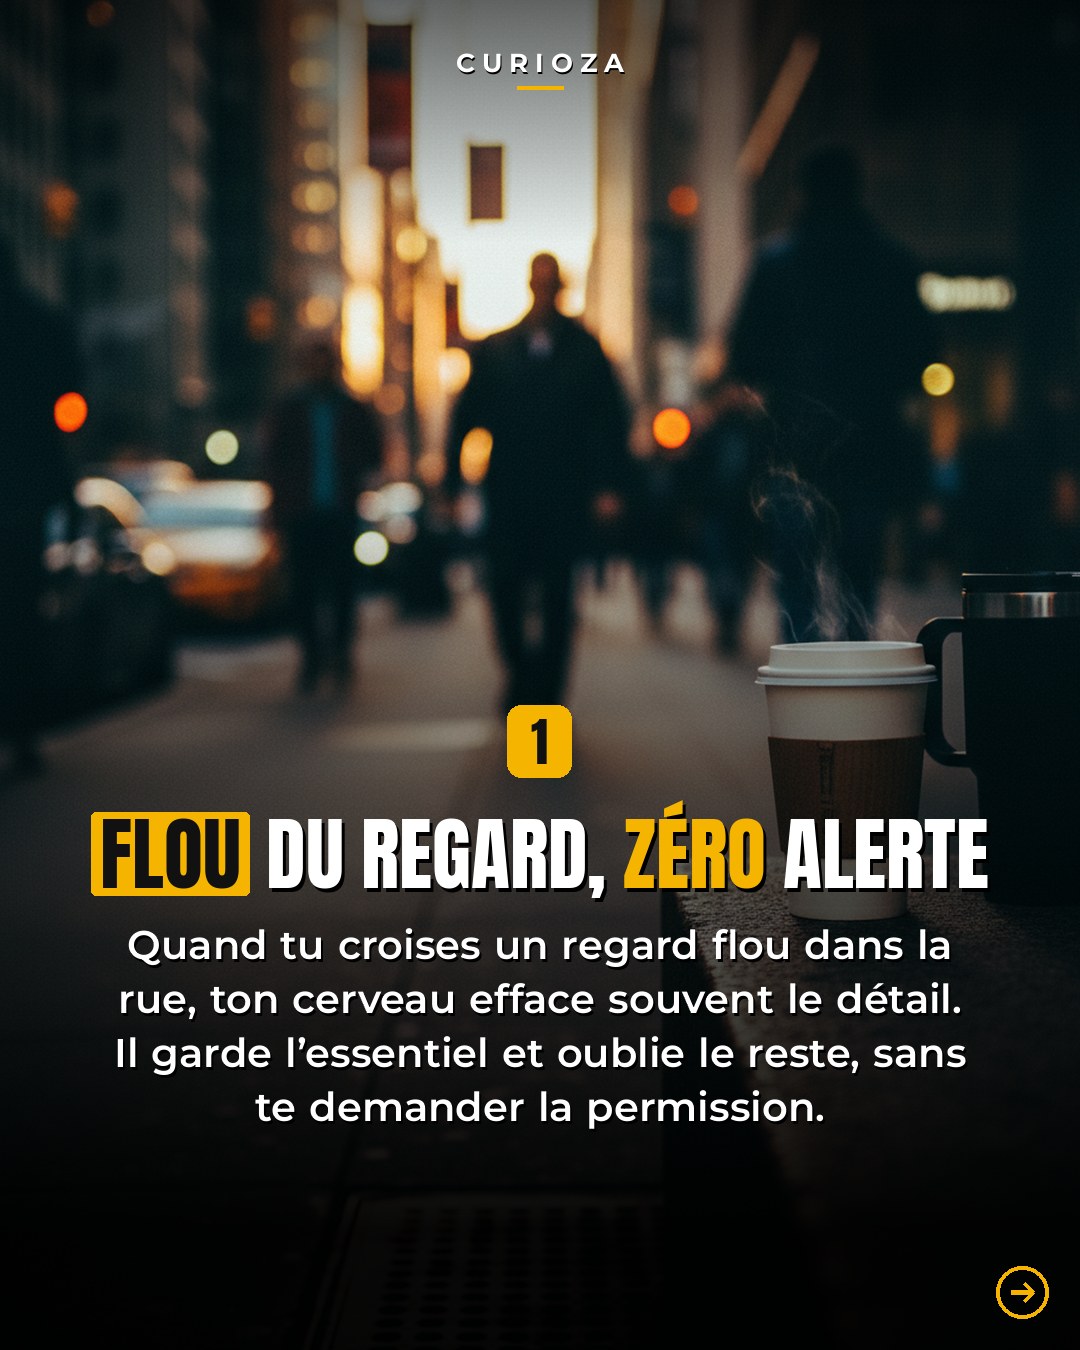 CURIOZA
1
FLOU DU REGARD, ZÉRO ALERTE
Quand tu croises un regard flou dans la
rue, ton cerveau efface souvent le détail.
Il garde l’essentiel et oublie le reste, sans
te demander la permission.